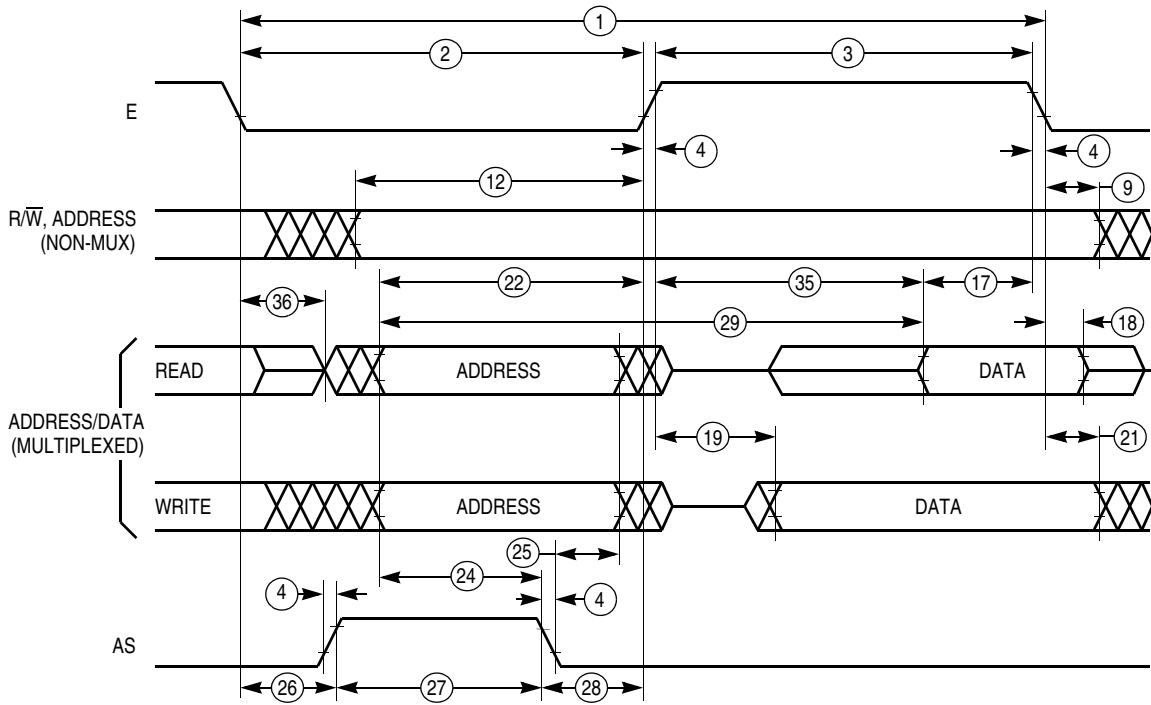 1
2
3
E
4
4
12
9
R/W̅, ADDRESS
(NON-MUX)
22
35
17
36
29
18
READ
ADDRESS
DATA
ADDRESS/DATA
(MULTIPLEXED)
19
21
WRITE
ADDRESS
DATA
25
24
4
4
AS
26
27
28